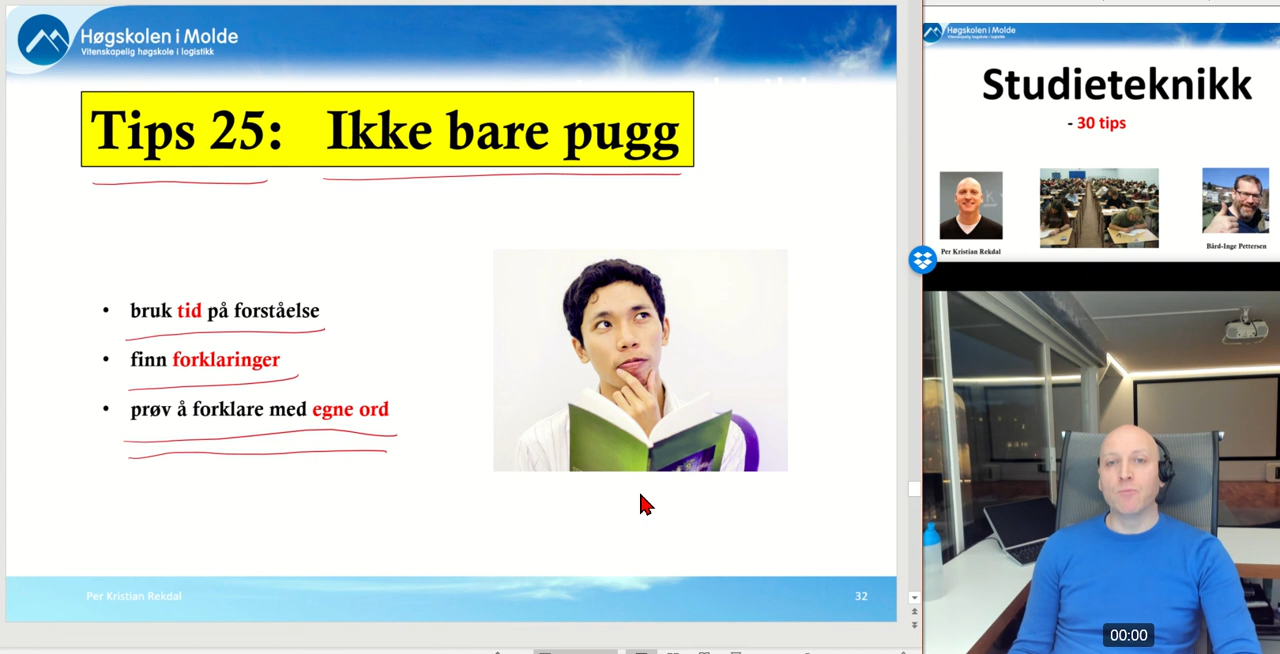 Høgskolen i Molde
Vitenskapelig høgskole i logistikk
Tips 25: Ikke bare pugg
• bruk tid på forståelse
• finn forklaringer
• prøv å forklare med egne ord
Per Kristian Rekdal
32
Høgskolen i Molde
Vitenskapelig høgskole i logistikk
Studieteknikk
- 30 tips
Per Kristian Rekdal
Bård-Inge Pettersen
00:00